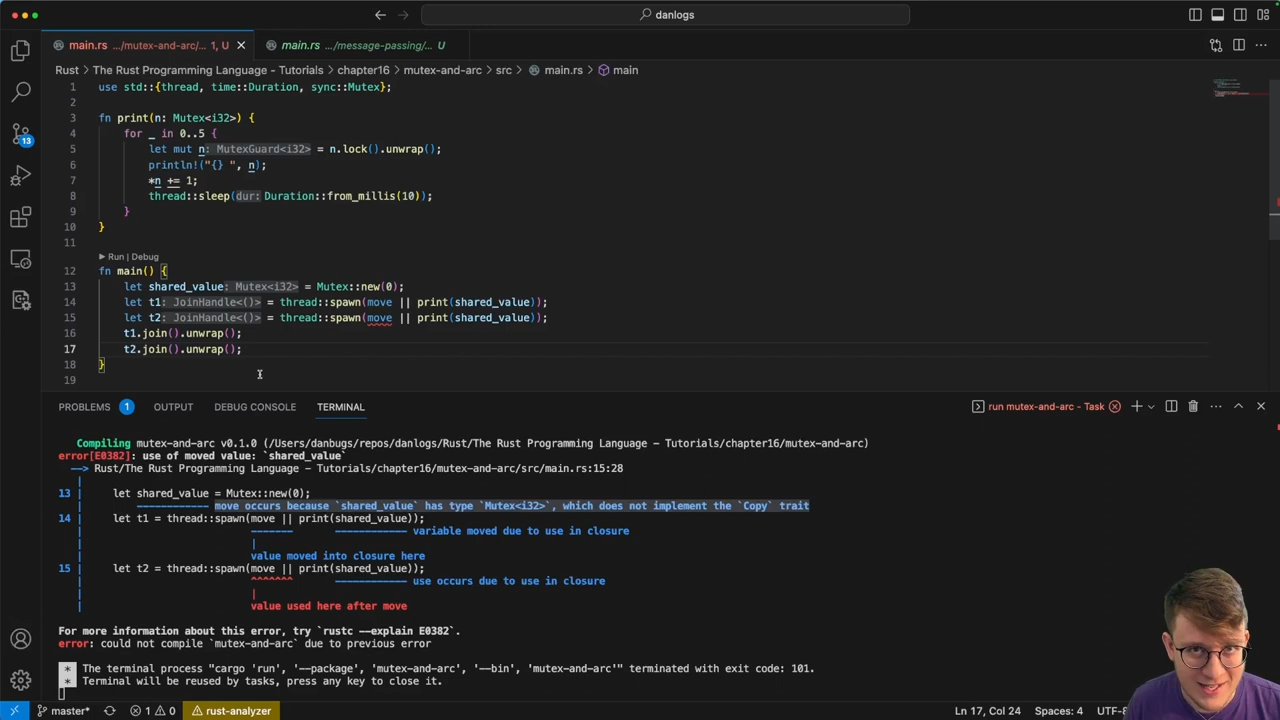 danlogs
main.rs .../mutex-and-arc/... 1, U
main.rs .../message-passing/... U
Rust > The Rust Programming Language - Tutorials > chapter16 > mutex-and-arc > src > main.rs > main
1 use std::{thread, time::Duration, sync::Mutex};
2
3 fn print(n: Mutex<i32>) {
4 for _ in 0..5 {
5 let mut n: MutexGuard<i32> = n.lock().unwrap();
6 println!("{} ", n);
7 *n += 1;
8 thread::sleep(dur: Duration::from_millis(10));
9 }
10 }
11
▶ Run | Debug
12 fn main() {
13 let shared_value: Mutex<i32> = Mutex::new(0);
14 let t1: JoinHandle<()> = thread::spawn(move || print(shared_value));
15 let t2: JoinHandle<()> = thread::spawn(move || print(shared_value));
16 t1.join().unwrap();
17 t2.join().unwrap();
18 }
19
13
PROBLEMS 1 OUTPUT DEBUG CONSOLE TERMINAL
run mutex-and-arc - Task
Compiling mutex-and-arc v0.1.0 (/Users/danbugs/repos/danlogs/Rust/The Rust Programming Language - Tutorials/chapter16/mutex-and-arc)
error[E0382]: use of moved value: `shared_value`
--> Rust/The Rust Programming Language - Tutorials/chapter16/mutex-and-arc/src/main.rs:15:28
|
13 | let shared_value = Mutex::new(0);
| ------------ move occurs because `shared_value` has type `Mutex<i32>`, which does not implement the `Copy` trait
14 | let t1 = thread::spawn(move || print(shared_value));
| ------- ------------ variable moved due to use in closure
| |
| value moved into closure here
15 | let t2 = thread::spawn(move || print(shared_value));
| ^^^^^^^ ------------ use occurs due to use in closure
| |
| value used here after move
For more information about this error, try `rustc --explain E0382`.
error: could not compile `mutex-and-arc` due to previous error
* The terminal process "cargo 'run', '--package', 'mutex-and-arc', '--bin', 'mutex-and-arc'" terminated with exit code: 101.
* Terminal will be reused by tasks, press any key to close it.
master* 1 0 rust-analyzer
Ln 17, Col 24 Spaces: 4 UTF-8